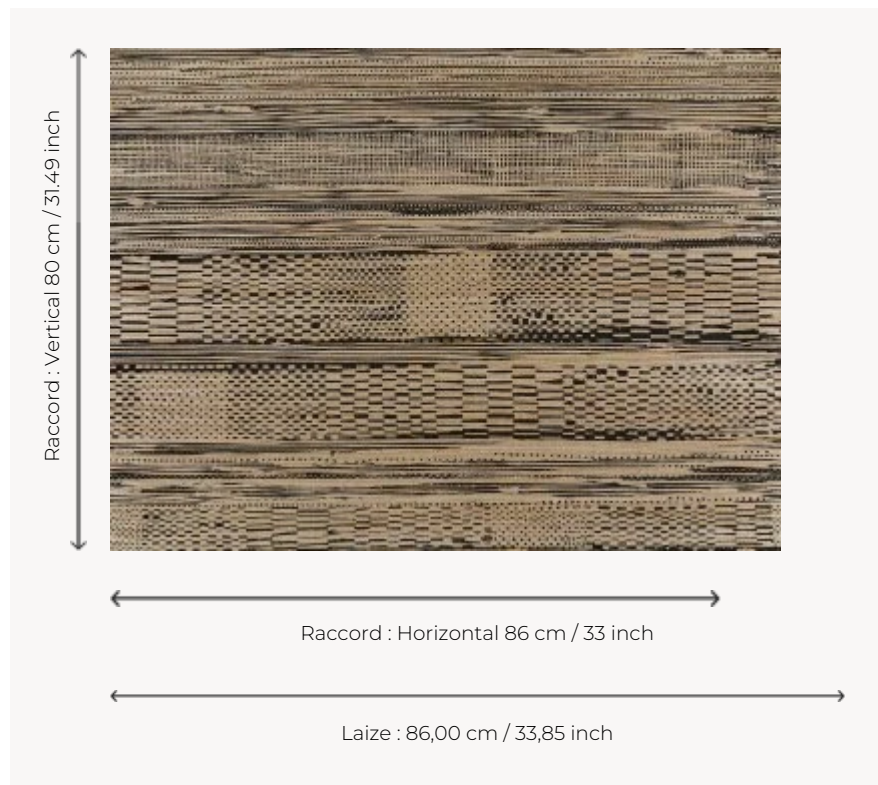 Raccord : Vertical 80 cm / 31.49 inch
Raccord : Horizontal 86 cm / 33 inch
Laize : 86,00 cm / 33,85 inch